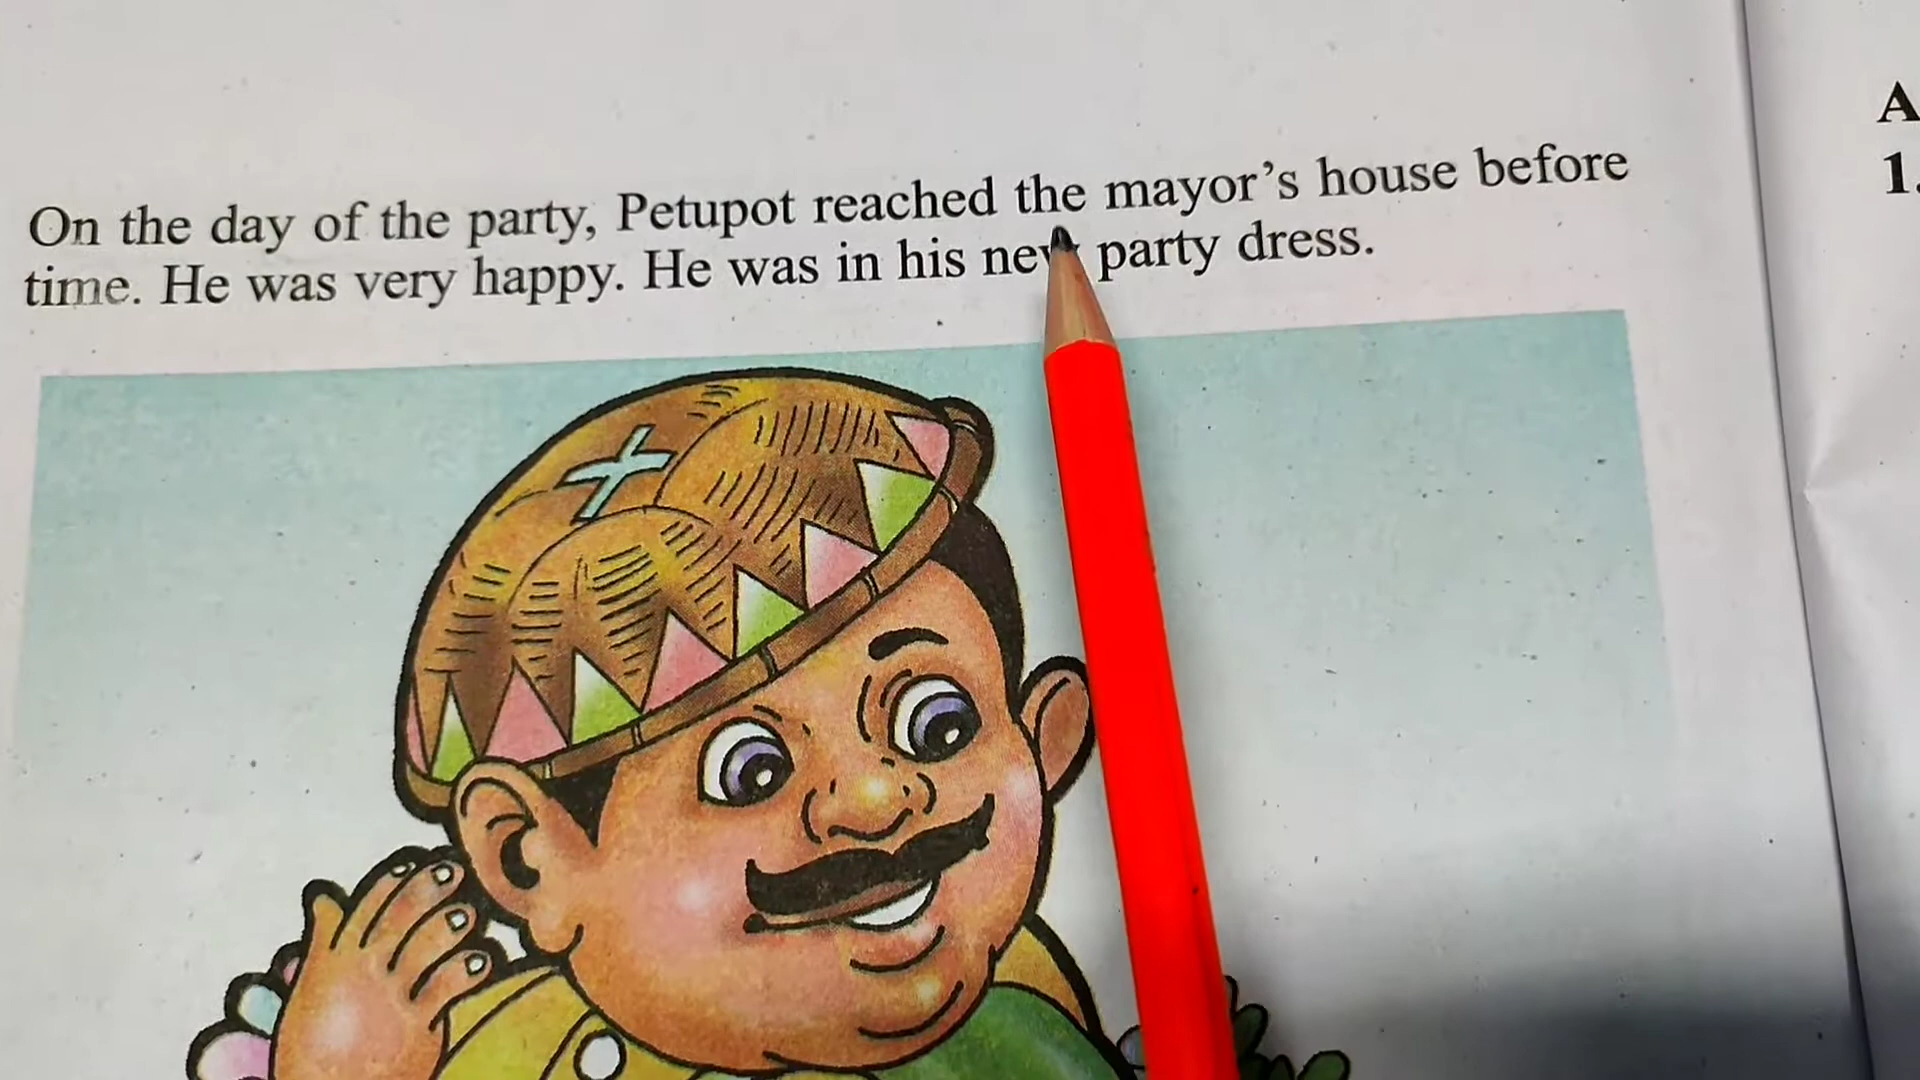 On the day of the party, Petupot reached the mayor's house before
time. He was very happy. He was in his new party dress.
A
1.